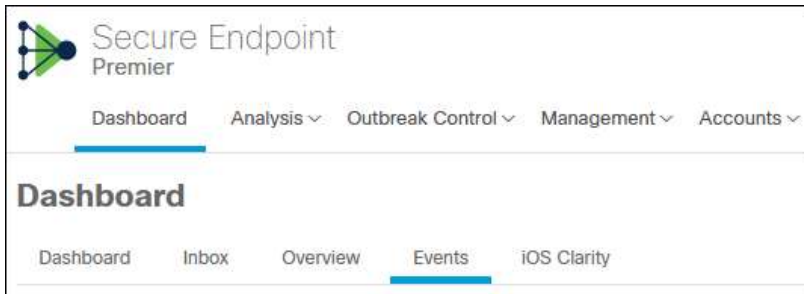 Secure Endpoint
Premier
Dashboard Analysis Outbreak Control Management Accounts
Dashboard
Dashboard Inbox Overview Events iOS Clarity